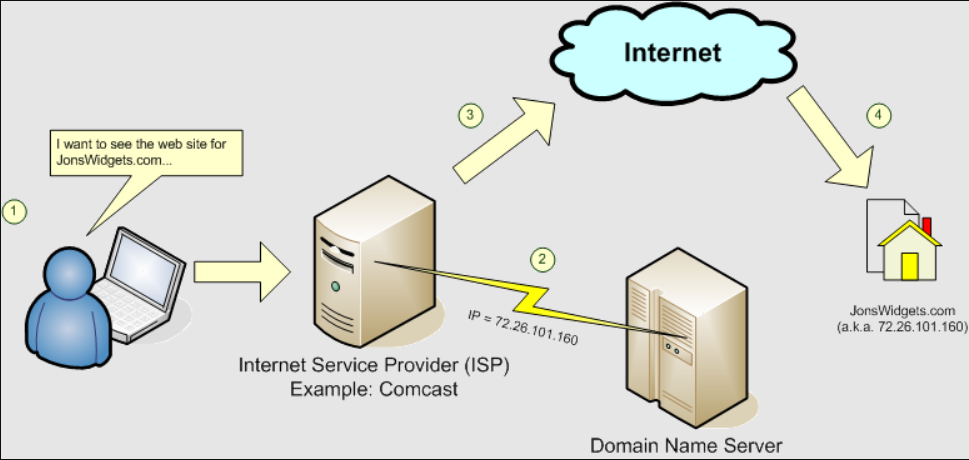 Internet
3
4
I want to see the web site for
JonsWidgets.com...
1
2
IP = 72.26.101.160
JonsWidgets.com
(a.k.a. 72.26.101.160)
Internet Service Provider (ISP)
Example: Comcast
Domain Name Server